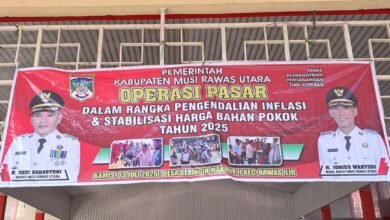 PEMERINTAH
KABUPATEN MUSI RAWAS UTARA
OPERASI PASAR
DALAM RANGKA PENGENDALIAN INFLASI
& STABILISASI HARGA BAHAN POKOK
TAHUN 2025
DINAS
PERINDUSTRIAN
PERDAGANGAN
DAN KOPERASI
KAMIS 03 JULI 2025 DESA BERINGIN MAKMUR II KEC. RAWAS ILIR
H. DEVI SUHARTONI
BUPATI MUSI RAWAS UTARA
H. JUNIUS WAHYUDI
WAKIL BUPATI MUSI RAWAS UTARA